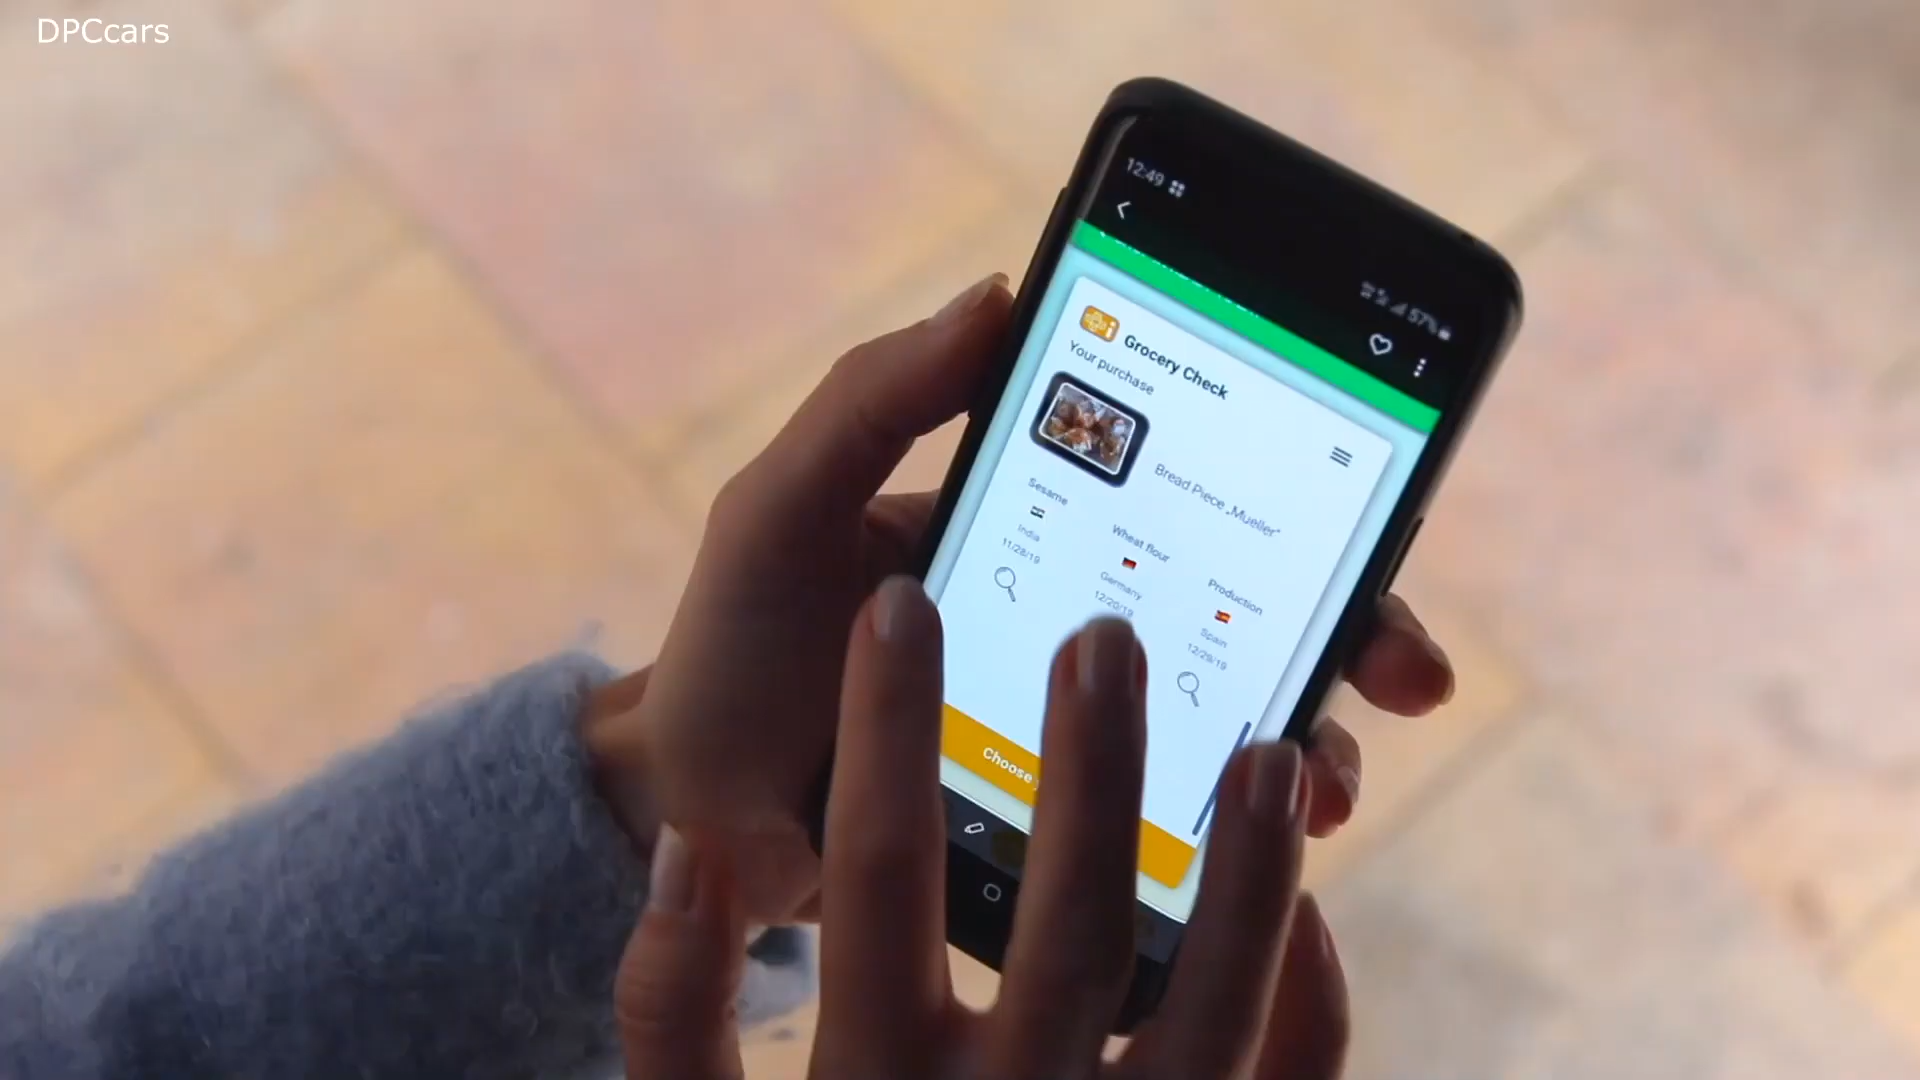 DPCcars
12:49
57%
Grocery Check
Your purchase
Bread Piece „Mueller“
Sesame
India
11/28/19
Wheat flour
Germany
12/20/19
Production
Spain
12/29/19
Choose